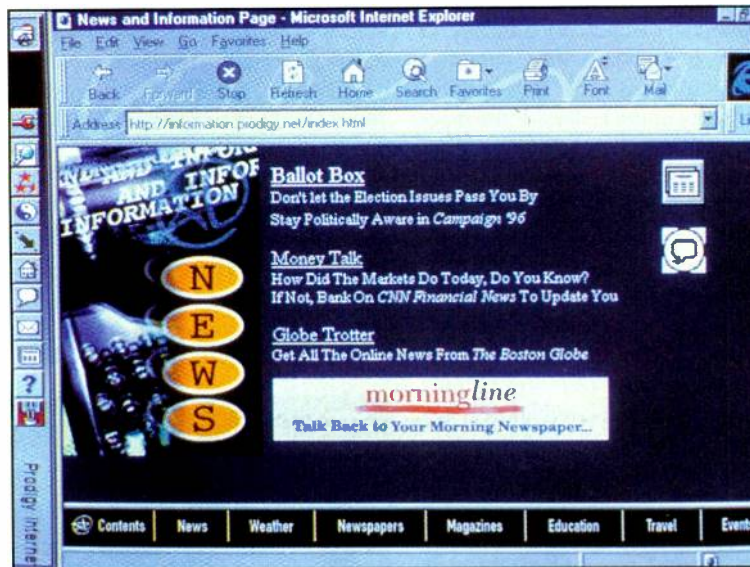 News and Information Page - Microsoft Internet Explorer
File Edit View Go Favorites Help
Back Forward Stop Refresh Home Search Favorites Print Font Mail
Address http://information.prodigy.net/index.html
AND INFOR
AND INFOR
INFORMATION
Ballot Box
Don't let the Election Issues Pass You By
Stay Politically Aware in Campaign '96
Money Talk
How Did The Markets Do Today, Do You Know?
If Not, Bank On CNN Financial News To Update You
Globe Trotter
Get All The Online News From The Boston Globe
N
E
W
S
morningline
Talk Back to Your Morning Newspaper...
Contents News Weather Newspapers Magazines Education Travel Events
Prodigy Internet